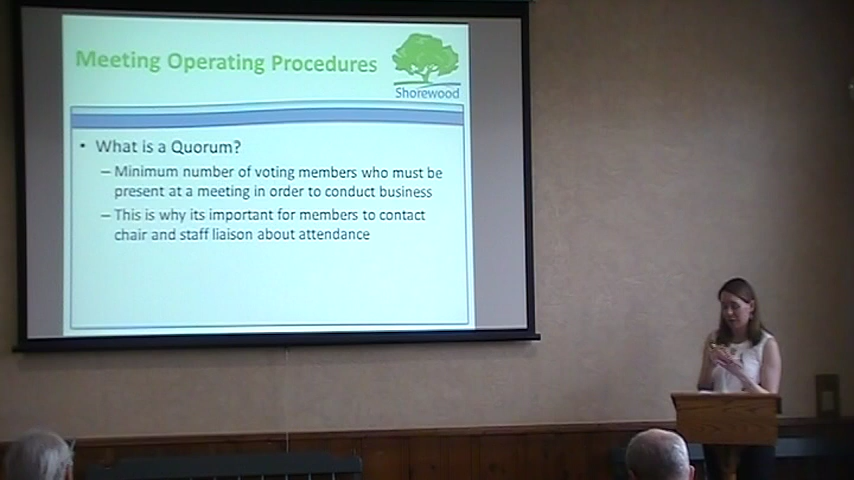 Meeting Operating Procedures
Shorewood
• What is a Quorum?
– Minimum number of voting members who must be
present at a meeting in order to conduct business
– This is why its important for members to contact
chair and staff liaison about attendance